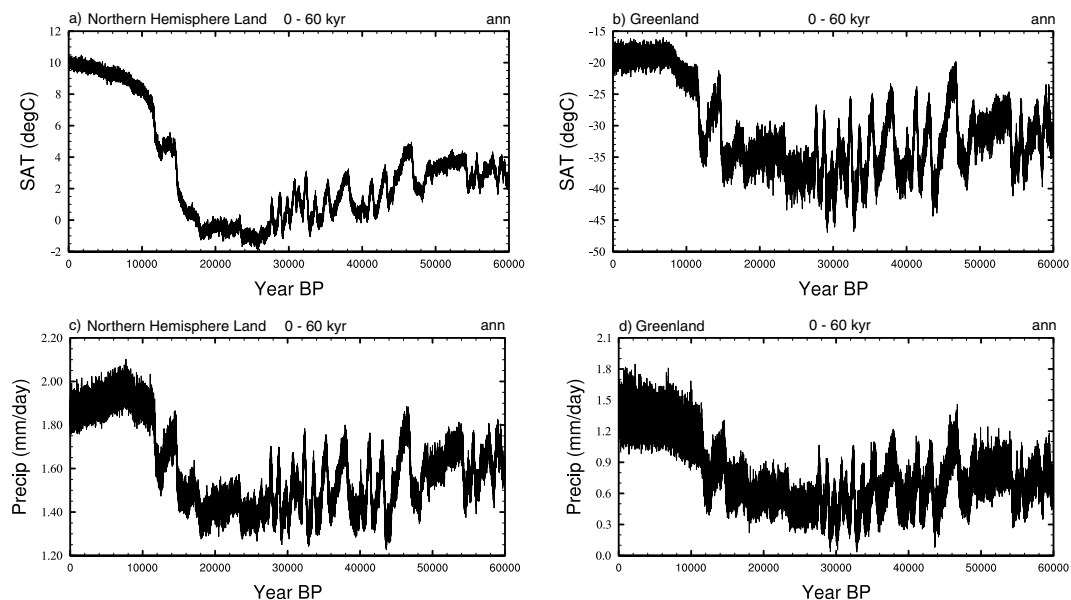 a) Northern Hemisphere Land 0 - 60 kyr ann
12
10
8
6
4
2
0
-2
SAT (degC)
0 10000 20000 30000 40000 50000 60000
Year BP
b) Greenland 0 - 60 kyr ann
-15
-20
-25
-30
-35
-40
-45
-50
SAT (degC)
0 10000 20000 30000 40000 50000 60000
Year BP
c) Northern Hemisphere Land 0 - 60 kyr ann
2.20
2.00
1.80
1.60
1.40
1.20
Precip (mm/day)
0 10000 20000 30000 40000 50000 60000
Year BP
d) Greenland 0 - 60 kyr ann
2.1
1.8
1.5
1.2
0.9
0.6
0.3
0.0
Precip (mm/day)
0 10000 20000 30000 40000 50000 60000
Year BP